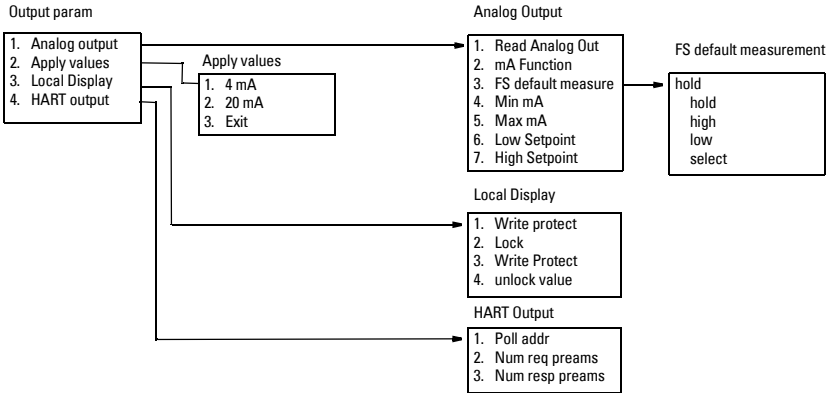 Output param
1. Analog output
2. Apply values
3. Local Display
4. HART output
Apply values
1. 4 mA
2. 20 mA
3. Exit
Analog Output
1. Read Analog Out
2. mA Function
3. FS default measure
4. Min mA
5. Max mA
6. Low Setpoint
7. High Setpoint
FS default measurement
hold
hold
high
low
select
Local Display
1. Write protect
2. Lock
3. Write Protect
4. unlock value
HART Output
1. Poll addr
2. Num req preams
3. Num resp preams